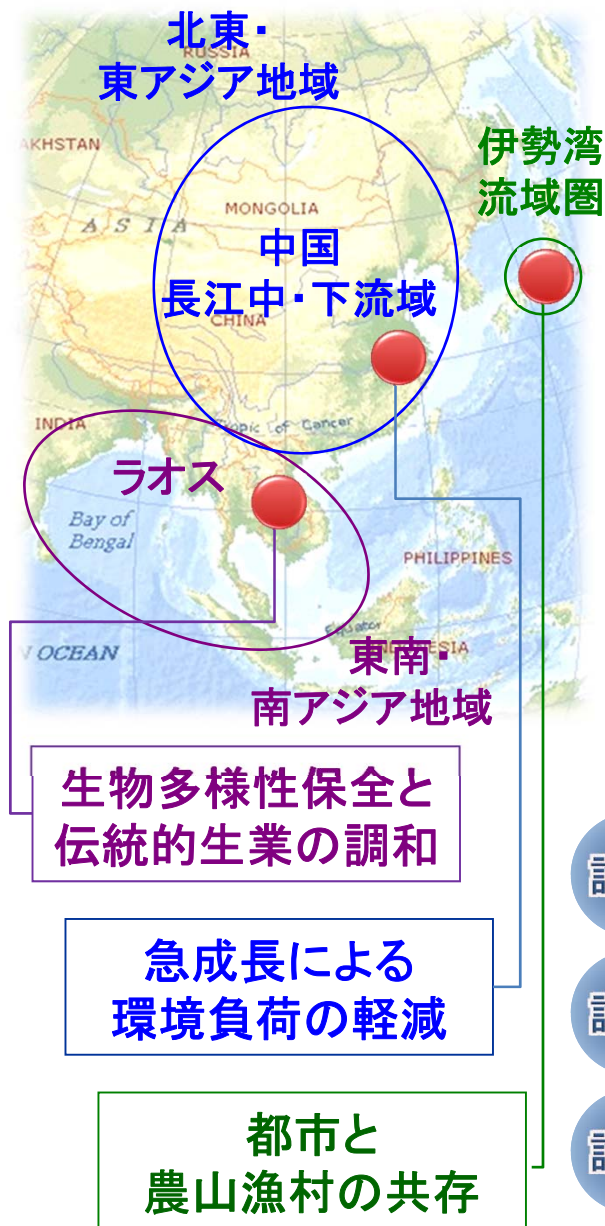 北東・
東アジア地域
RUSSIA
伊勢湾
流域圏
AKHSTAN
ASIA
MONGOLIA
中国
長江中・下流域
CHINA
INDIA
Tropic of Cancer
ラオス
Bay of
Bengal
PHILIPPINES
Equator
OCEAN
東南・
南アジア地域
生物多様性保全と
伝統的生業の調和
急成長による
環境負荷の軽減
都市と
農山漁村の共存